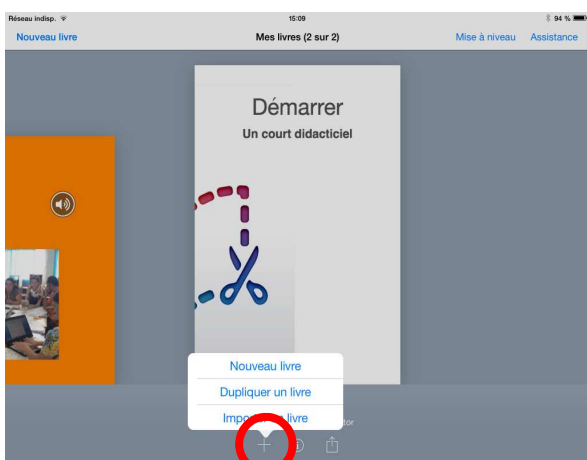 Réseau indisp. 15:09 94 %
Nouveau livre Mes livres (2 sur 2) Mise à niveau Assistance
Démarrer
Un court didacticiel
Nouveau livre
Dupliquer un livre
livre